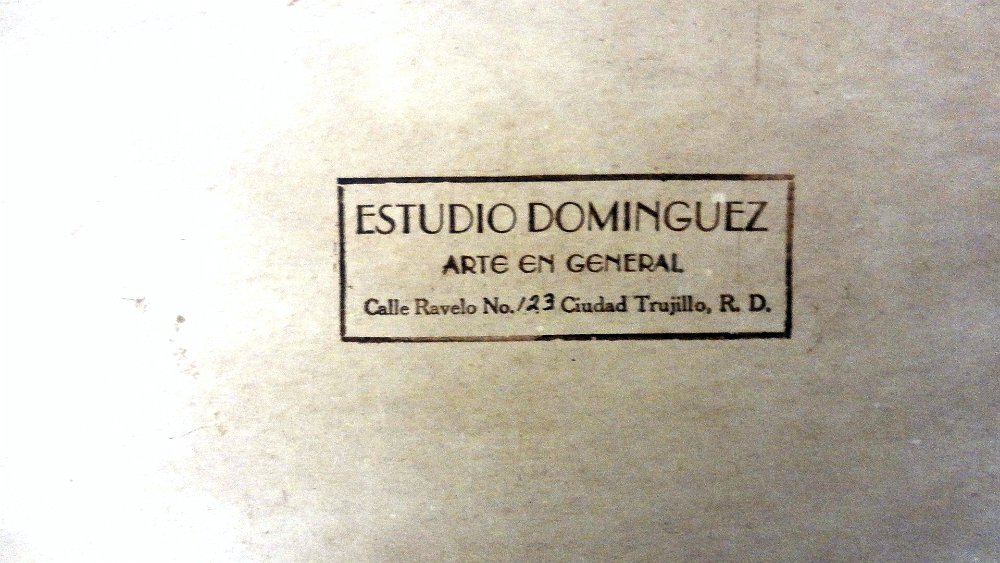 ESTUDIO DOMINGUEZ
ARTE EN GENERAL
Calle Ravelo No. 123 Ciudad Trujillo, R. D.